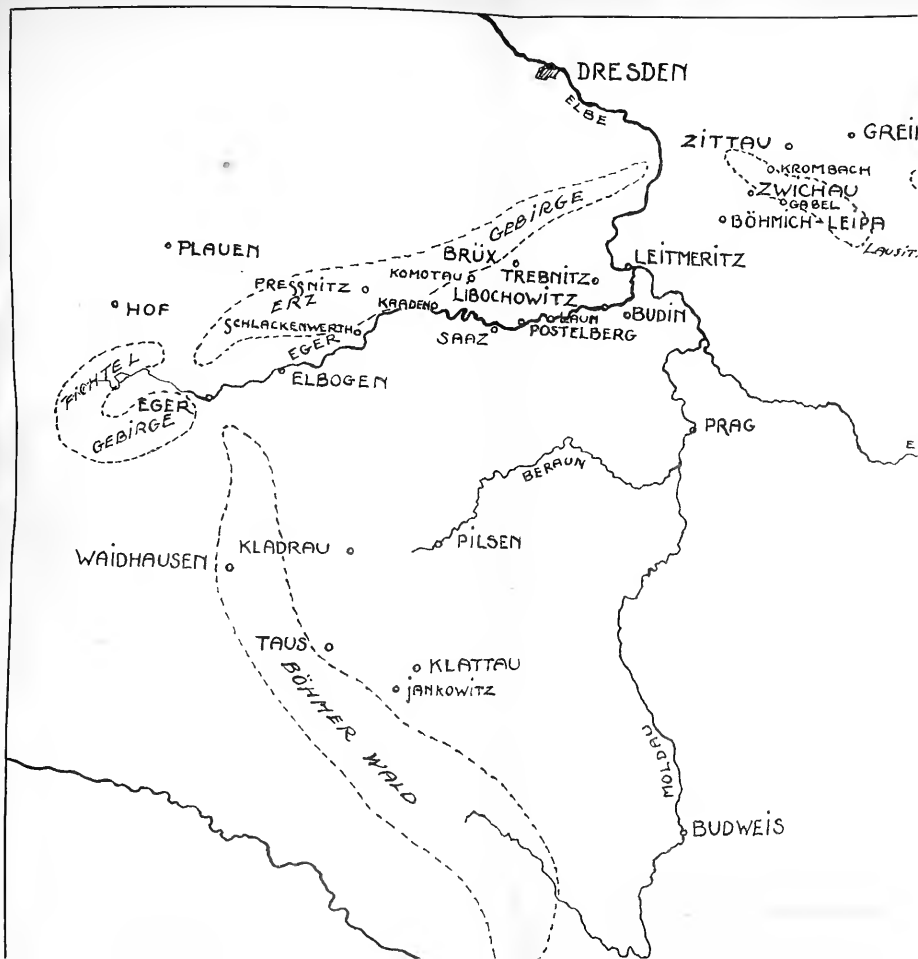 DRESDEN
ELBE
ZITTAU
GREIF
KROMBACH
ZWICHAU
GABEL
BÖHMICH-LEIPA
LAUSITZ
GEBIRGE
PLAUEN
BRÜX
LEITMERITZ
KOMOTAU
TREBNITZ
PRESSNITZ
ERZ
LIBOCHOWITZ
HOF
KAADEN
LAUN
BUDIN
SCHLACKENWERTH
SAAZ
POSTELBERG
EGER
FICHTEL
ELBOGEN
EGER
GEBIRGE
PRAG
E
BERAUN
WAIDHAUSEN
KLADRAU
PILSEN
TAUS
KLATTAU
JANKOWITZ
BÖHMER WALD
MOLDAU
BUDWEIS